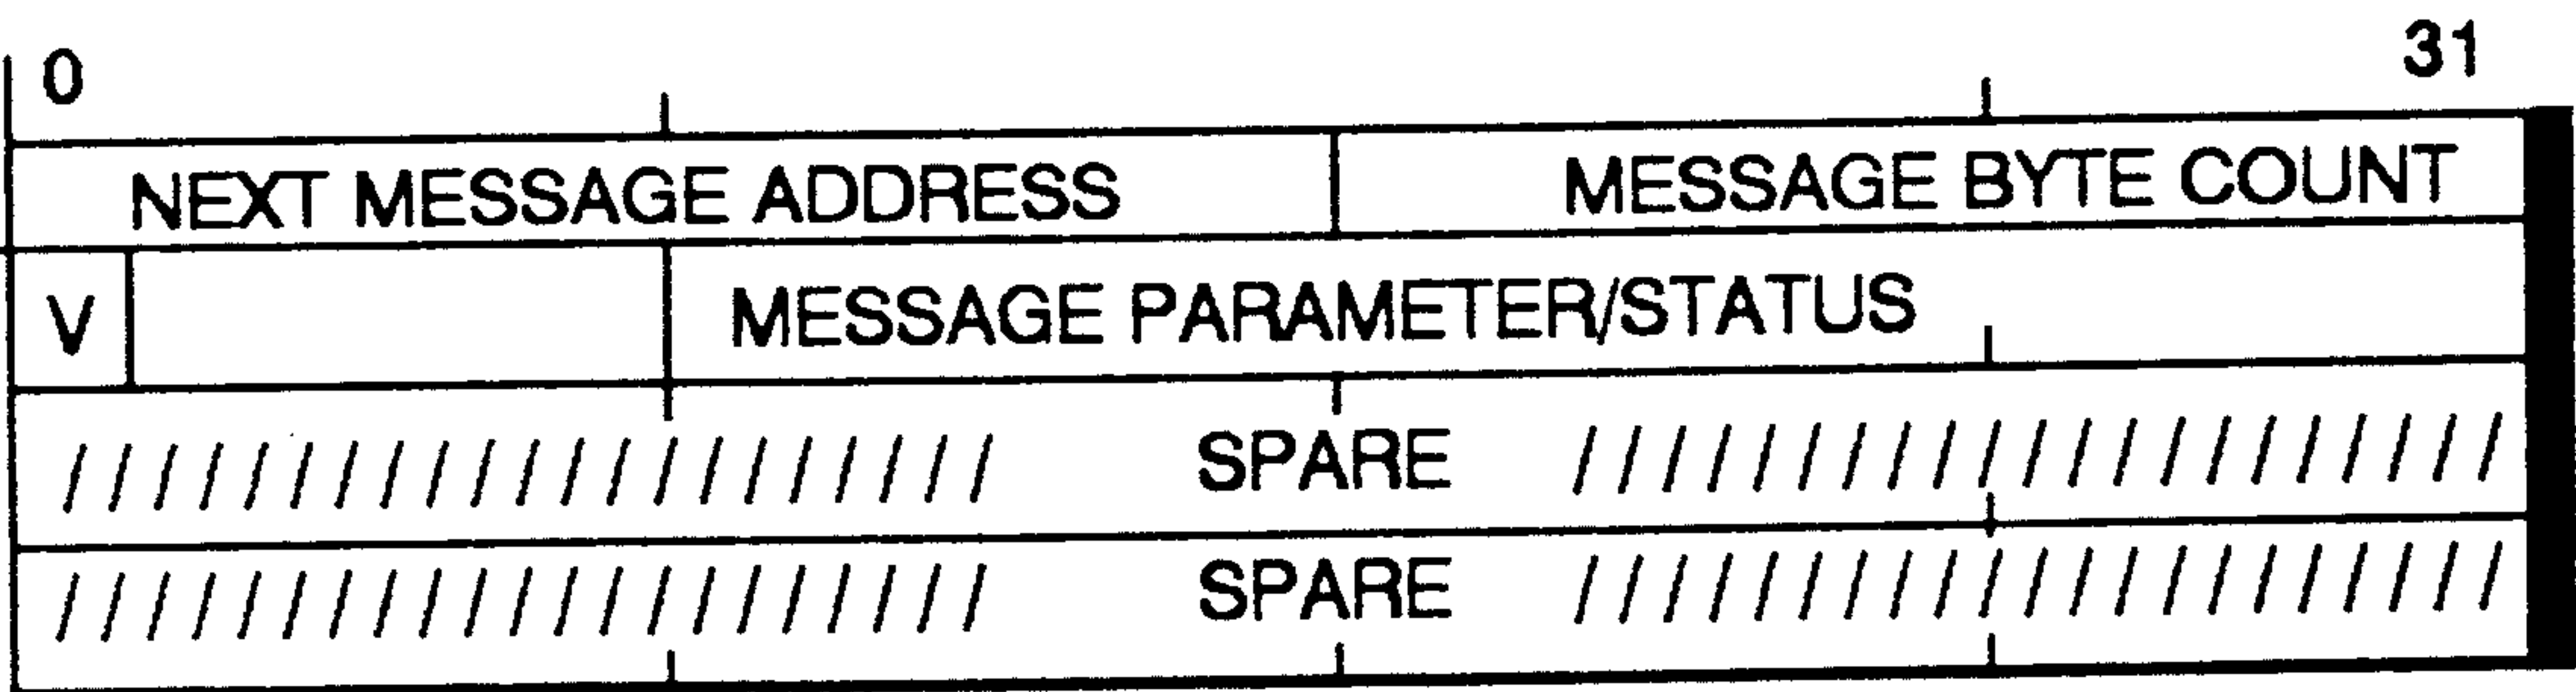 0 31
NEXT MESSAGE ADDRESS MESSAGE BYTE COUNT
V MESSAGE PARAMETER/STATUS
/ / / / / / / / / / / / / / / / / / / / / SPARE / / / / / / / / / / / / / / / / / / / / /
/ / / / / / / / / / / / / / / / / / / / / SPARE / / / / / / / / / / / / / / / / / / / / /